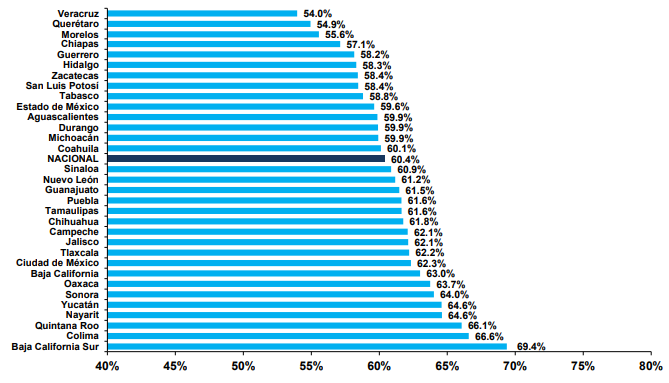 Veracruz 54.0%
Querétaro 54.9%
Morelos 55.6%
Chiapas 57.1%
Guerrero 58.2%
Hidalgo 58.3%
Zacatecas 58.4%
San Luis Potosí 58.4%
Tabasco 58.8%
Estado de México 59.6%
Aguascalientes 59.9%
Durango 59.9%
Michoacán 59.9%
Coahuila 60.1%
NACIONAL 60.4%
Sinaloa 60.9%
Nuevo León 61.2%
Guanajuato 61.5%
Puebla 61.6%
Tamaulipas 61.6%
Chihuahua 61.8%
Campeche 62.1%
Jalisco 62.1%
Tlaxcala 62.2%
Ciudad de México 62.3%
Baja California 63.0%
Oaxaca 63.7%
Sonora 64.0%
Yucatán 64.6%
Nayarit 64.6%
Quintana Roo 66.1%
Colima 66.6%
Baja California Sur 69.4%
40% 45% 50% 55% 60% 65% 70% 75% 80%